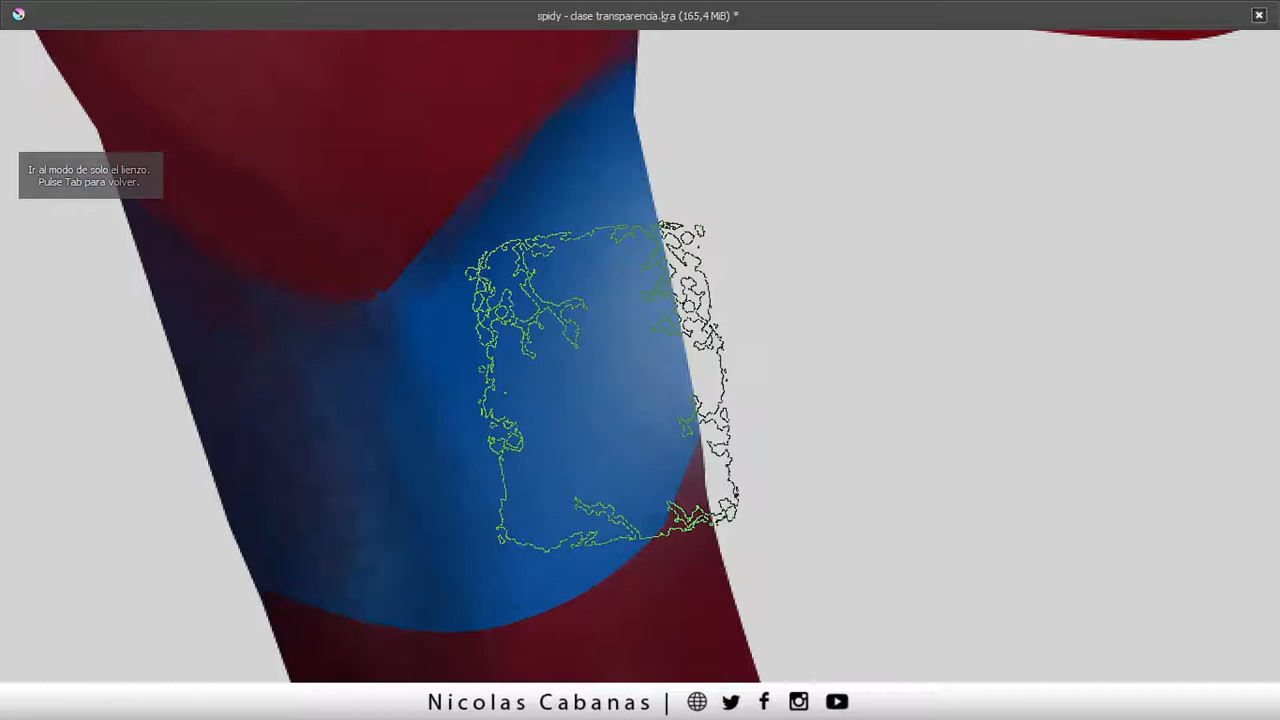 spidy - clase transparencia.kra (165,4 MiB) *
Ir al modo de solo el lienzo.
Pulse Tab para volver.
Nicolas Cabanas |